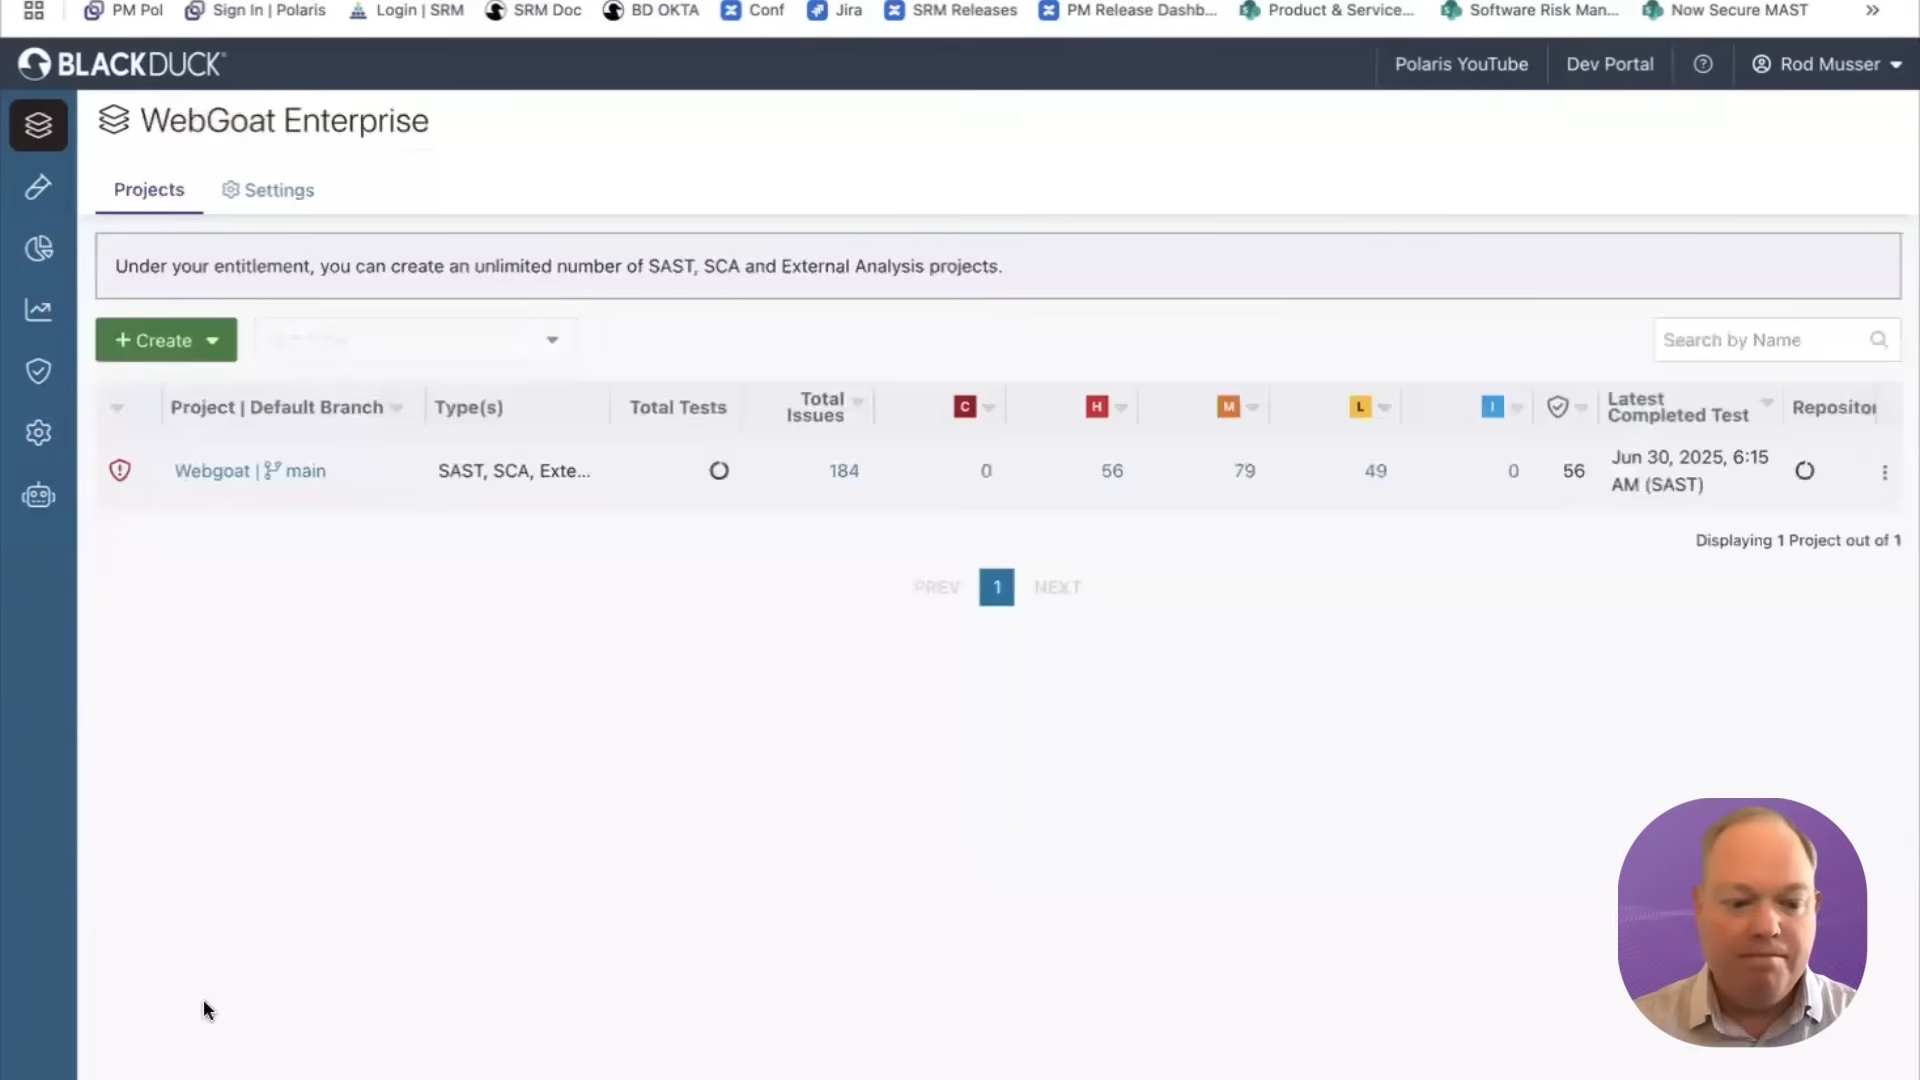 PM Pol Sign In | Polaris Login | SRM SRM Doc BD OKTA Conf Jira SRM Releases PM Release Dashb... Product & Service... Software Risk Man... Now Secure MAST »
BLACKDUCK Polaris YouTube Dev Portal Rod Musser
WebGoat Enterprise
Projects Settings
Under your entitlement, you can create an unlimited number of SAST, SCA and External Analysis projects.
+ Create Search by Name
Project | Default Branch Type(s) Total Tests Total Issues C H M L I Latest Completed Test Repositor
Webgoat | main SAST, SCA, Exte... 184 0 56 79 49 0 56 Jun 30, 2025, 6:15 AM (SAST)
Displaying 1 Project out of 1
PREV 1 NEXT